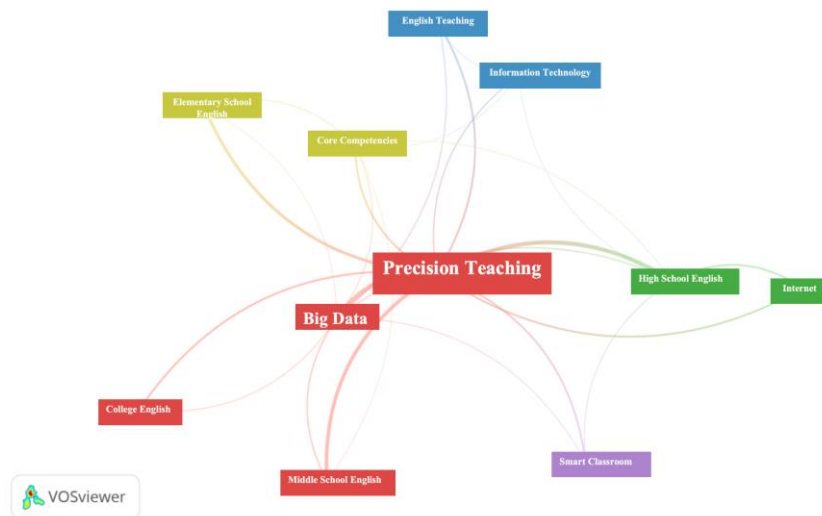 English Teaching
Information Technology
Elementary School
English
Core Competencies
Precision Teaching
High School English
Internet
Big Data
College English
Smart Classroom
Middle School English
VOSviewer